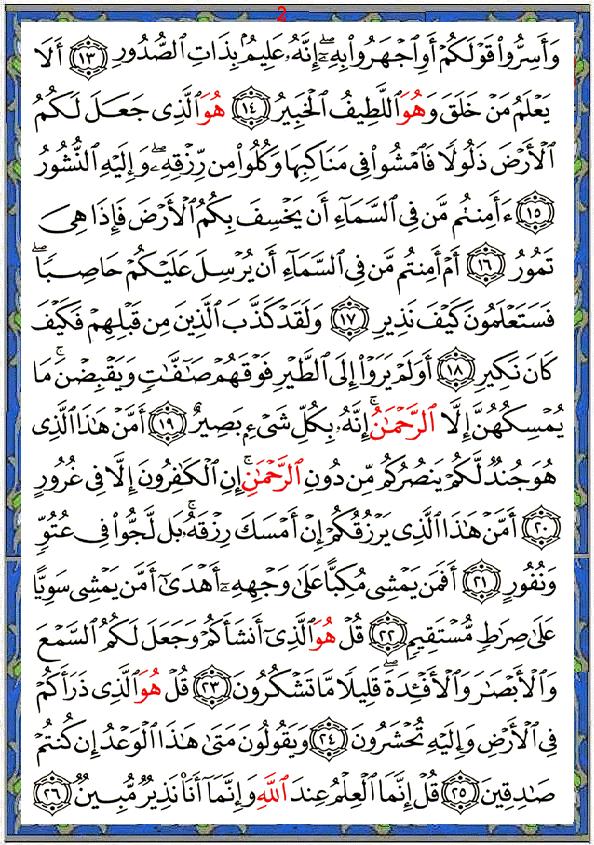 2
وَأَسِرُّوا۟ قَوْلَكُمْ أَوِ ٱجْهَرُوا۟ بِهِۦٓ ۖ إِنَّهُۥ عَلِيمٌۢ بِذَاتِ ٱلصُّدُورِ ﴿١٣﴾ أَلَا
يَعْلَمُ مَنْ خَلَقَ وَهُوَ ٱللَّطِيفُ ٱلْخَبِيرُ ﴿١٤﴾ هُوَ ٱلَّذِى جَعَلَ لَكُمُ
ٱلْأَرْضَ ذَلُولًا فَٱمْشُوا۟ فِى مَنَاكِبِهَا وَكُلُوا۟ مِن رِّزْقِهِۦ ۖ وَإِلَيْهِ ٱلنُّشُورُ
﴿١٥﴾ ءَأَمِنتُم مَّن فِى ٱلسَّمَآءِ أَن يَخْسِفَ بِكُمُ ٱلْأَرْضَ فَإِذَا هِىَ
تَمُورُ ﴿١٦﴾ أَمْ أَمِنتُم مَّن فِى ٱلسَّمَآءِ أَن يُرْسِلَ عَلَيْكُمْ حَاصِبًا ۖ
فَسَتَعْلَمُونَ كَيْفَ نَذِيرِ ﴿١٧﴾ وَلَقَدْ كَذَّبَ ٱلَّذِينَ مِن قَبْلِهِمْ فَكَيْفَ
كَانَ نَكِيرِ ﴿١٨﴾ أَوَلَمْ يَرَوْا۟ إِلَى ٱلطَّيْرِ فَوْقَهُمْ صَـٰٓفَّـٰتٍ وَيَقْبِضْنَ ۚ مَا
يُمْسِكُهُنَّ إِلَّا ٱلرَّحْمَـٰنُ ۚ إِنَّهُۥ بِكُلِّ شَىْءٍۭ بَصِيرٌ ﴿١٩﴾ أَمَّنْ هَـٰذَا ٱلَّذِى
هُوَ جُندٌ لَّكُمْ يَنصُرُكُم مِّن دُونِ ٱلرَّحْمَـٰنِ ۚ إِنِ ٱلْكَـٰفِرُونَ إِلَّا فِى غُرُورٍ
﴿٢٠﴾ أَمَّنْ هَـٰذَا ٱلَّذِى يَرْزُقُكُمْ إِنْ أَمْسَكَ رِزْقَهُۥ ۚ بَل لَّجُّوا۟ فِى عُتُوٍّ
وَنُفُورٍ ﴿٢١﴾ أَفَمَن يَمْشِى مُكِبًّا عَلَىٰ وَجْهِهِۦٓ أَهْدَىٰٓ أَمَّن يَمْشِى سَوِيًّا
عَلَىٰ صِرَٰطٍ مُّسْتَقِيمٍ ﴿٢٢﴾ قُلْ هُوَ ٱلَّذِىٓ أَنشَأَكُمْ وَجَعَلَ لَكُمُ ٱلسَّمْعَ
وَٱلْأَبْصَـٰرَ وَٱلْأَفْـِٔدَةَ ۖ قَلِيلًا مَّا تَشْكُرُونَ ﴿٢٣﴾ قُلْ هُوَ ٱلَّذِى ذَرَأَكُمْ
فِى ٱلْأَرْضِ وَإِلَيْهِ تُحْشَرُونَ ﴿٢٤﴾ وَيَقُولُونَ مَتَىٰ هَـٰذَا ٱلْوَعْدُ إِن كُنتُمْ
صَـٰدِقِينَ ﴿٢٥﴾ قُلْ إِنَّمَا ٱلْعِلْمُ عِندَ ٱللَّهِ وَإِنَّمَآ أَنَا۠ نَذِيرٌ مُّبِينٌ ﴿٢٦﴾